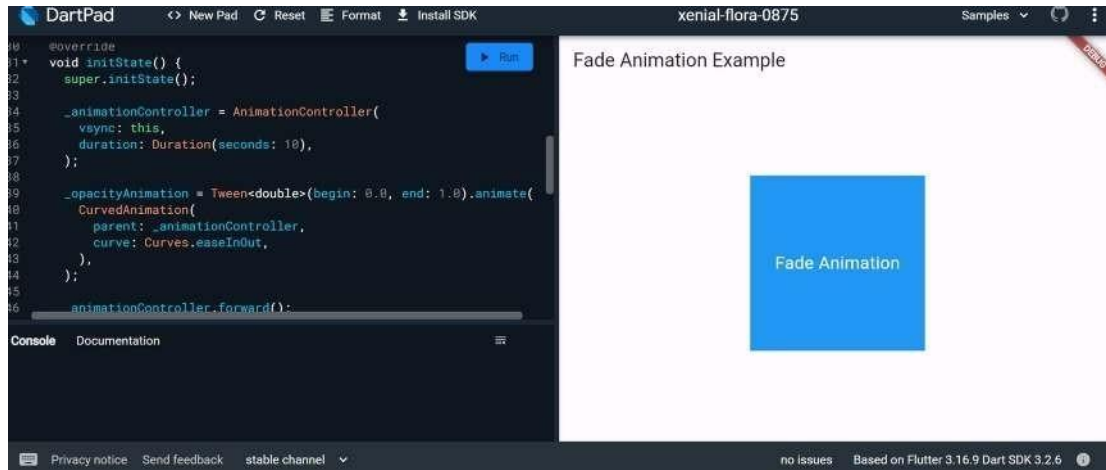 DartPad <> New Pad Reset Format Install SDK xenial-flora-0875 Samples
30 @override
31 void initState() {
32 super.initState();
33
34 _animationController = AnimationController(
35 vsync: this,
36 duration: Duration(seconds: 10),
37 );
38
39 _opacityAnimation = Tween<double>(begin: 0.0, end: 1.0).animate(
40 CurvedAnimation(
41 parent: _animationController,
42 curve: Curves.easeInOut,
43 ),
44 );
45
46 _animationController.forward();
Run
Console Documentation
Fade Animation Example
DEBUG
Fade Animation
Privacy notice Send feedback stable channel no issues Based on Flutter 3.16.9 Dart SDK 3.2.6